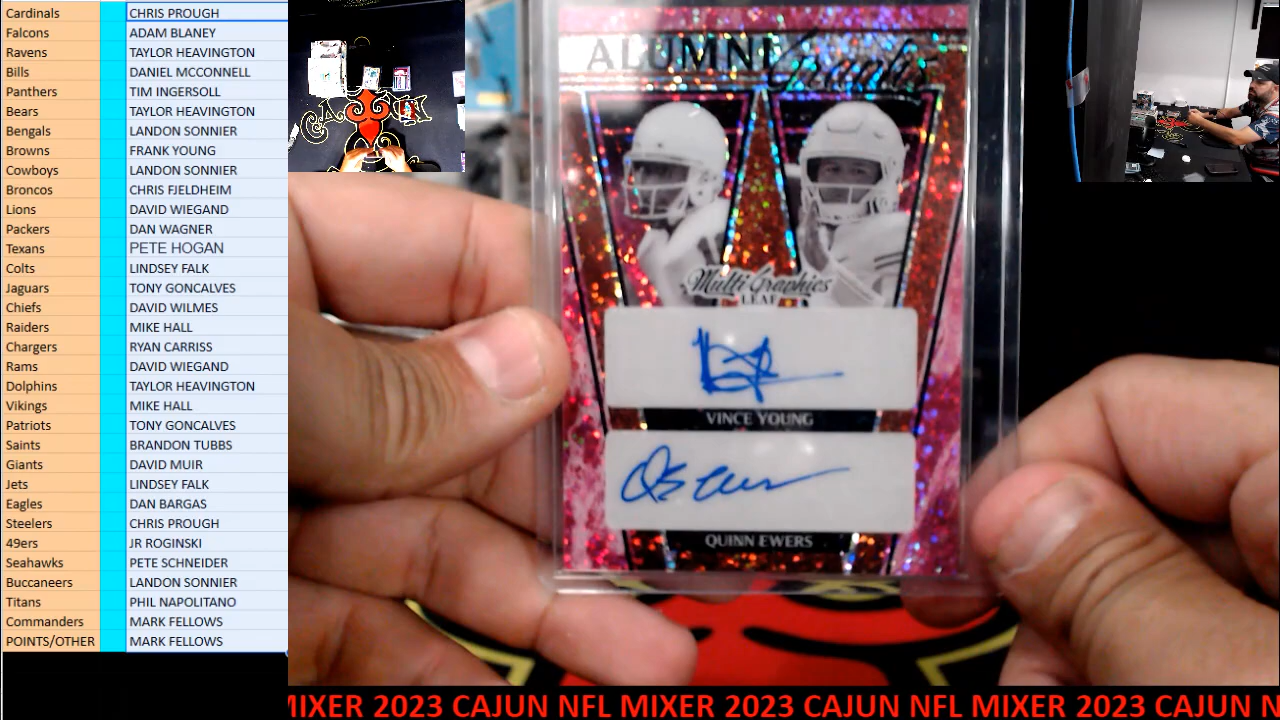 Cardinals CHRIS PROUGH
Falcons ADAM BLANEY
Ravens TAYLOR HEAVINGTON
Bills DANIEL MCCONNELL
Panthers TIM INGERSOLL
Bears TAYLOR HEAVINGTON
Bengals LANDON SONNIER
Browns FRANK YOUNG
Cowboys LANDON SONNIER
Broncos CHRIS FJELDHEIM
Lions DAVID WIEGAND
Packers DAN WAGNER
Texans PETE HOGAN
Colts LINDSEY FALK
Jaguars TONY GONCALVES
Chiefs DAVID WILMES
Raiders MIKE HALL
Chargers RYAN CARISS
Rams DAVID WIEGAND
Dolphins TAYLOR HEAVINGTON
Vikings MIKE HALL
Patriots TONY GONCALVES
Saints BRANDON TUBBS
Giants DAVID MUIR
Jets LINDSEY FALK
Eagles DAN BARGAS
Steelers CHRIS PROUGH
49ers JR ROGINSKI
Seahawks PETE SCHNEIDER
Buccaneers LANDON SONNIER
Titans PHIL NAPOLITANO
Commanders MARK FELLOWS
POINTS/OTHER MARK FELLOWS
ALUMNI Graphs
Multi Graphics
LEAF
VINCE YOUNG
QUINN EWERS
MIXER 2023 CAJUN NFL MIXER 2023 CAJUN NFL MIXER 2023 CAJUN N